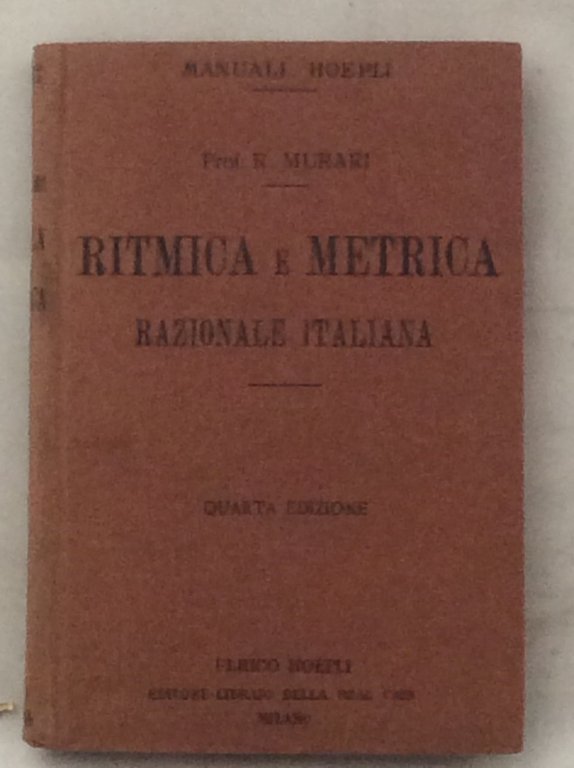 MANUALI HOEPLI
Prof. R. MURARI
RITMICA E METRICA
RAZIONALE ITALIANA
QUARTA EDIZIONE
ULRICO HOEPLI
EDITORE-LIBRAIO DELLA REAL CASA
MILANO